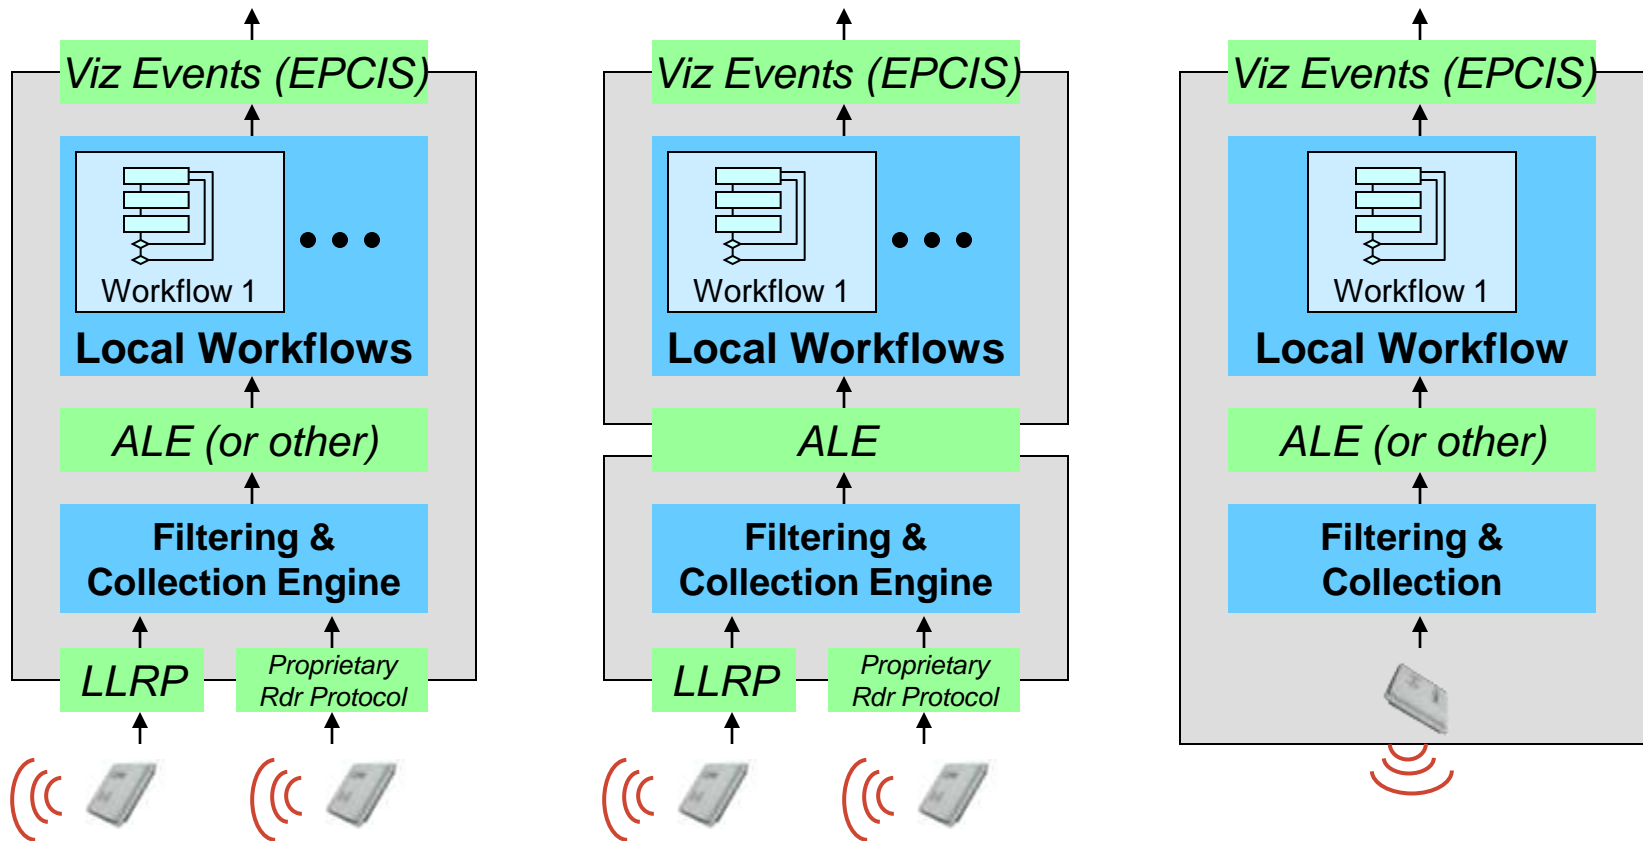 Viz Events (EPCIS)
Workflow 1
Local Workflows
ALE (or other)
Filtering &
Collection Engine
LLRP
Proprietary
Rdr Protocol
Viz Events (EPCIS)
Workflow 1
Local Workflows
ALE
Filtering &
Collection Engine
LLRP
Proprietary
Rdr Protocol
Viz Events (EPCIS)
Workflow 1
Local Workflow
ALE (or other)
Filtering &
Collection